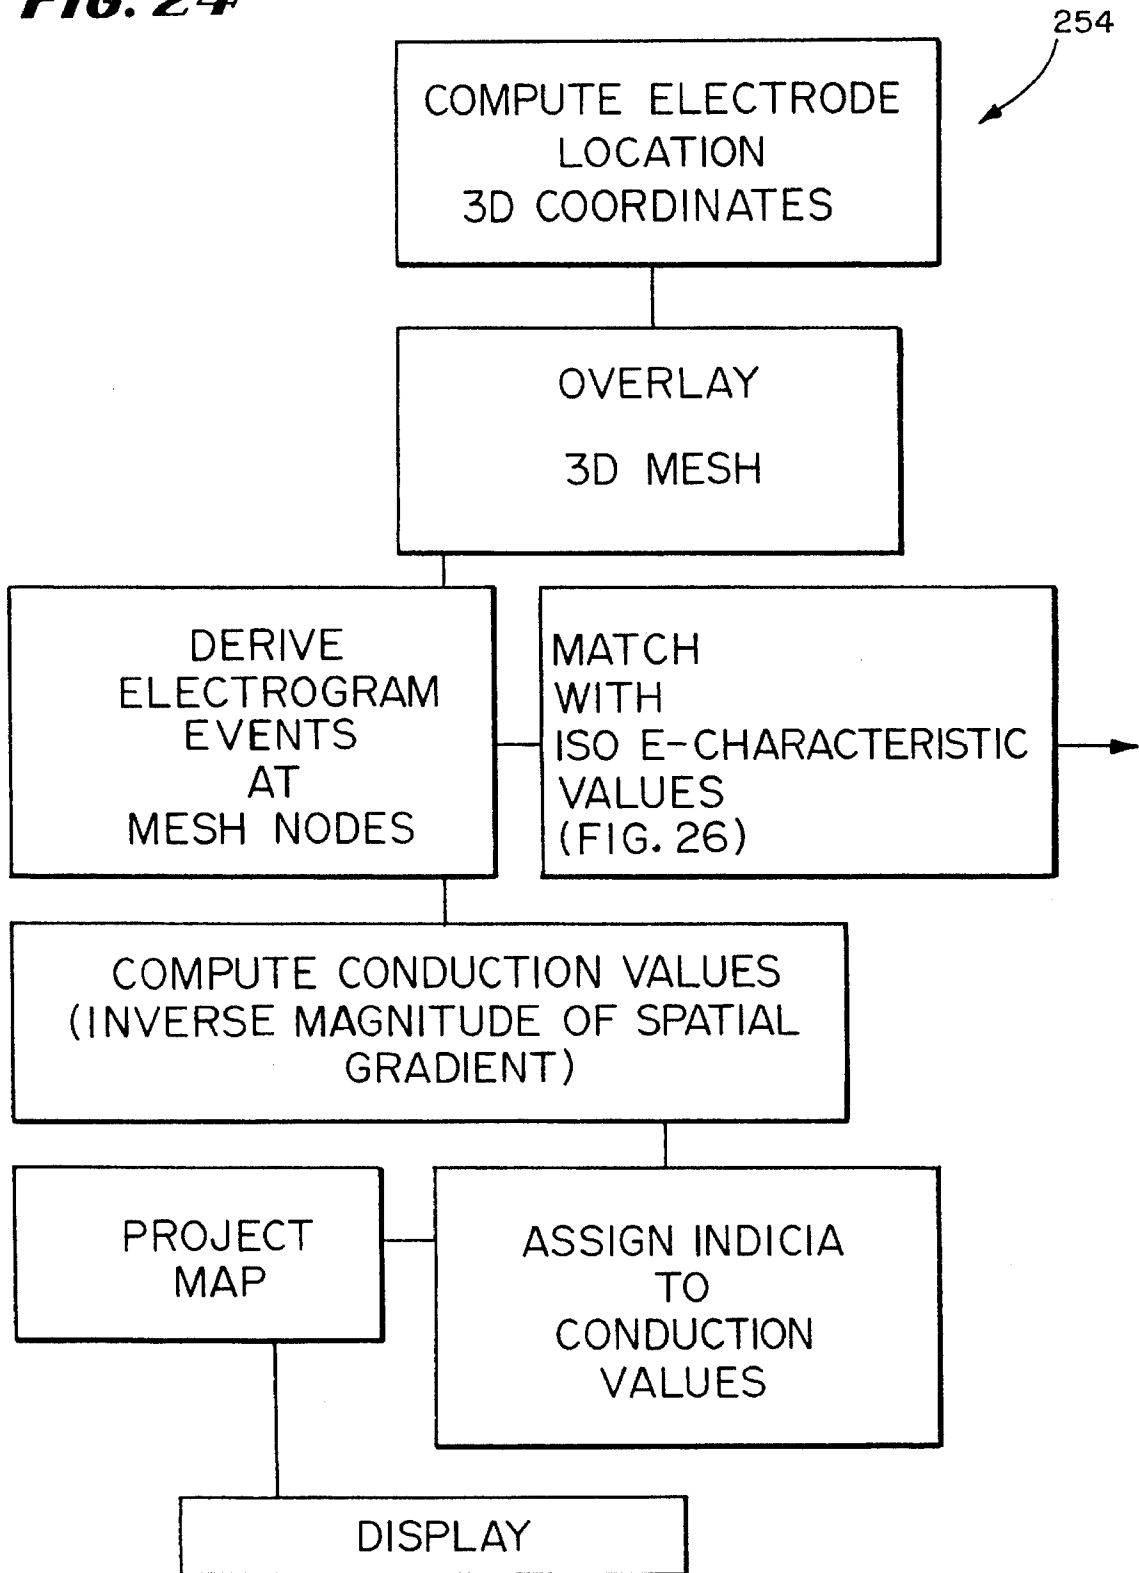 FIG. 24
254
COMPUTE ELECTRODE
LOCATION
3D COORDINATES
OVERLAY
3D MESH
DERIVE
ELECTROGRAM
EVENTS
AT
MESH NODES
MATCH
WITH
ISO E-CHARACTERISTIC
VALUES
(FIG. 26)
COMPUTE CONDUCTION VALUES
(INVERSE MAGNITUDE OF SPATIAL
GRADIENT)
PROJECT
MAP
ASSIGN INDICIA
TO
CONDUCTION
VALUES
DISPLAY